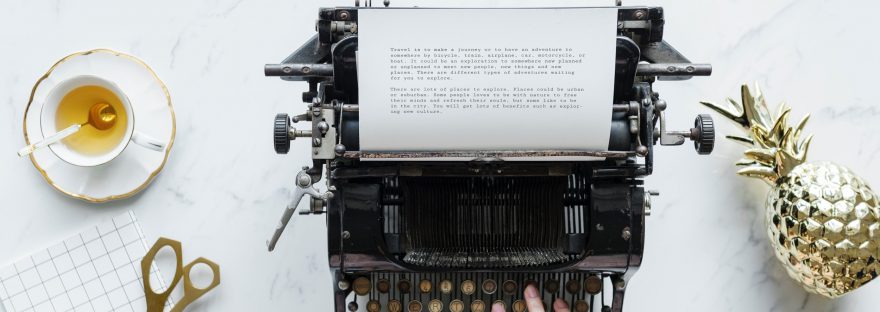 Travel is to make a journey or to have an adventure to
somewhere by bicycle, train, airplane, car, motorcycle, or
boat. It could be an exploration to somewhere new planned
or unplanned to meet new people, new things and new
places. There are different types of adventures waiting
for you to explore.
There are lots of places to explore. Places could be urban
or suburban. Some people loves to be with nature to free
their minds and refresh their souls, but some like to be
in the city. You will get lots of benefits such as explor-
ing new culture.